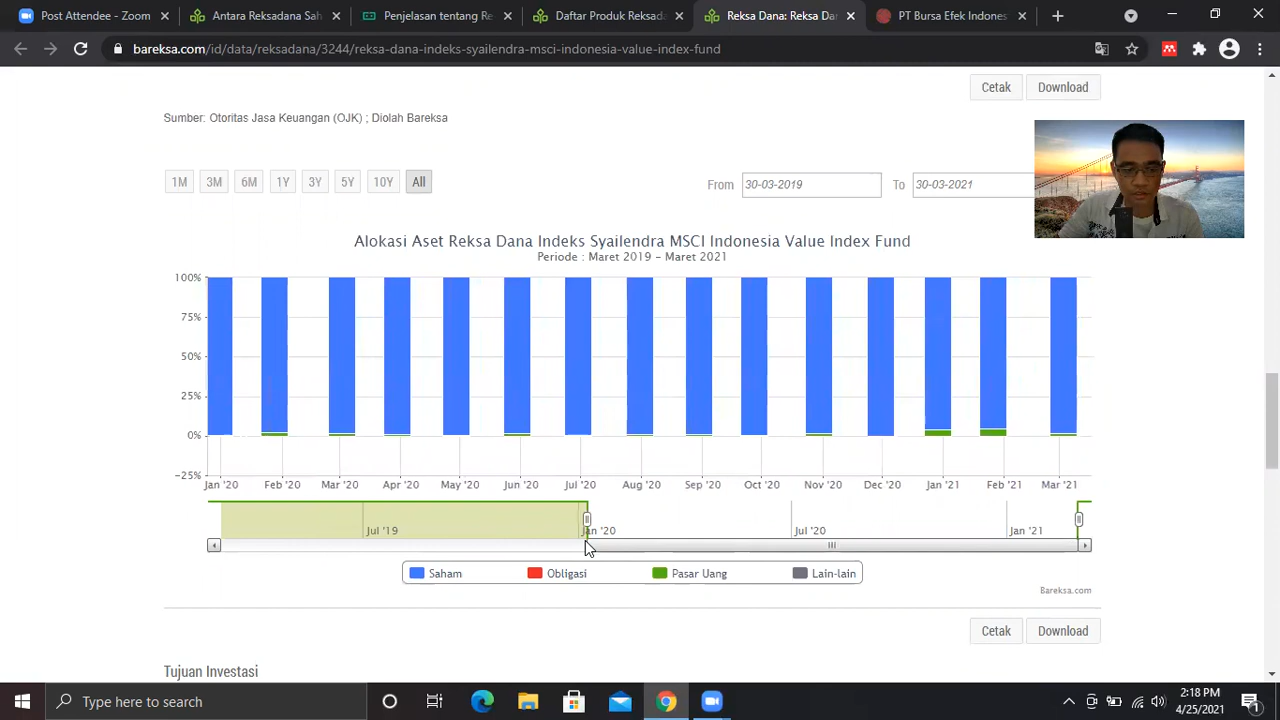 Post Attendee - Zoom
Antara Reksadana Sah
Penjelasan tentang Re
Daftar Produk Reksada
Reksa Dana: Reksa Da
PT Bursa Efek Indones
bareksa.com/id/data/reksadana/3244/reksa-dana-indeks-syailendra-msci-indonesia-value-index-fund
Cetak Download
Sumber: Otoritas Jasa Keuangan (OJK) ; Diolah Bareksa
1M 3M 6M 1Y 3Y 5Y 10Y All
From 30-03-2019 To 30-03-2021
Alokasi Aset Reksa Dana Indeks Syailendra MSCI Indonesia Value Index Fund
Periode : Maret 2019 - Maret 2021
100%
75%
50%
25%
0%
-25%
Jan '20 Feb '20 Mar '20 Apr '20 May '20 Jun '20 Jul '20 Aug '20 Sep '20 Oct '20 Nov '20 Dec '20 Jan '21 Feb '21 Mar '21
Jul '19 Jan '20 Jul '20 Jan '21
Saham Obligasi Pasar Uang Lain-lain
Bareksa.com
Cetak Download
Tujuan Investasi
Type here to search
2:18 PM
4/25/2021
1